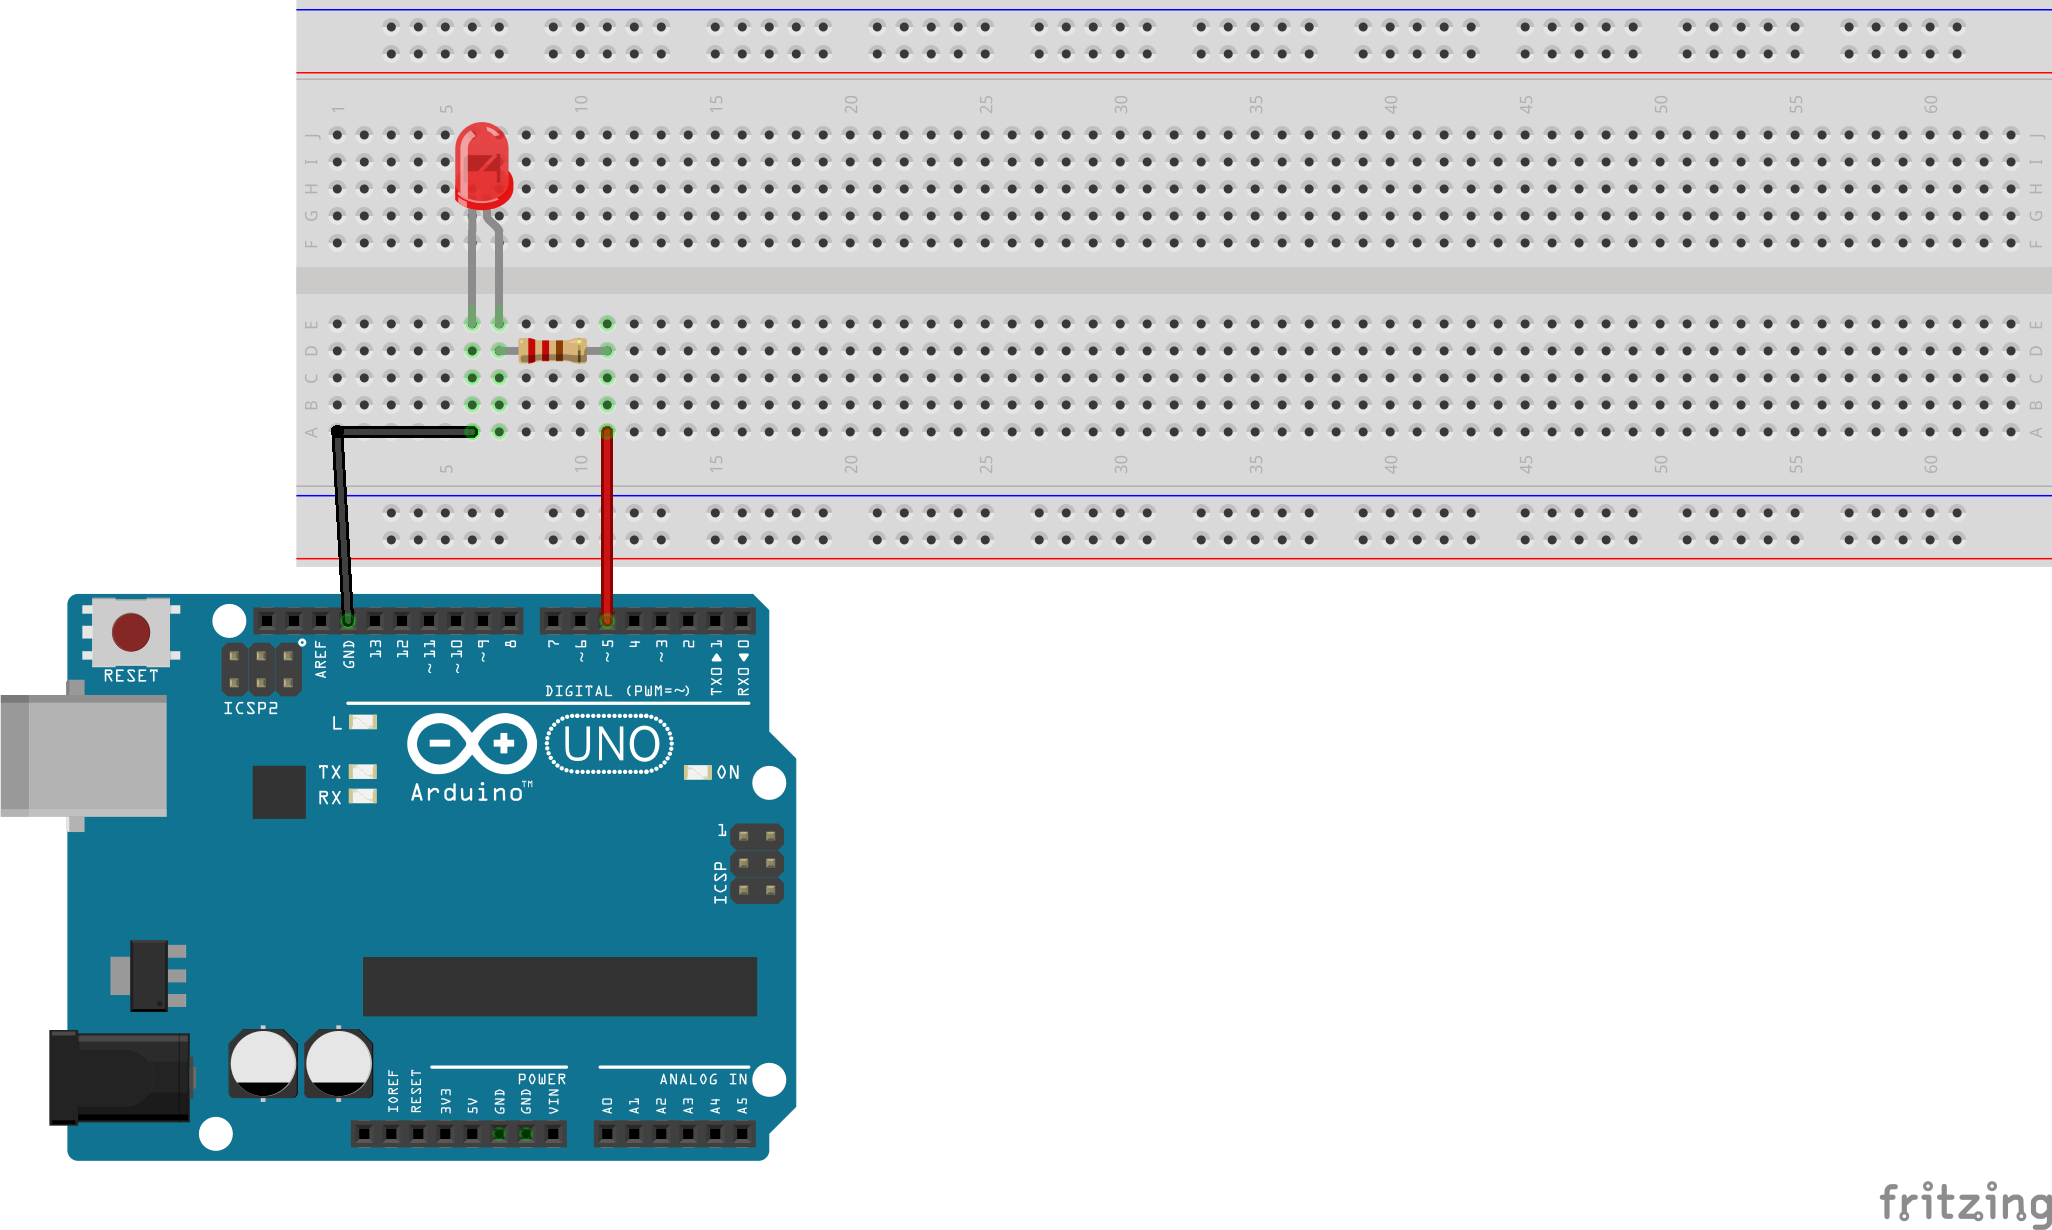 1 5 10 15 20 25 30 35 40 45 50 55 60
J J
I I
H H
G G
F F
E E
D D
C C
B B
A A
5 10 15 20 25 30 35 40 45 50 55 60
RESET
ICSP2
AREF
GND
13
12
~11
~10
~9
8
7
~6
~5
4
~3
2
TX0▶1
RX0◀0
DIGITAL (PWM=~)
L
TX
RX
Arduino™
UNO
ON
1
ICSP
IOREF
RESET
3V3
5V
GND
GND
VIN
POWER
ANALOG IN
A0
A1
A2
A3
A4
A5
fritzing